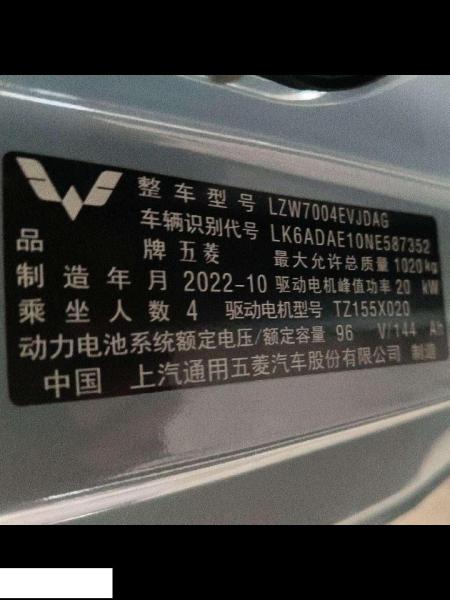 整车型号 LZW7004EVJDAG
车辆识别代号 LK6ADAE10NE587352
品牌 五菱 最大允许总质量 1020kg
制造年月 2022-10 驱动电机峰值功率 20 kW
乘坐人数 4 驱动电机型号 TZ155X020
动力电池系统额定电压/额定容量 96 V/144 Ah
中国 上汽通用五菱汽车股份有限公司 制造